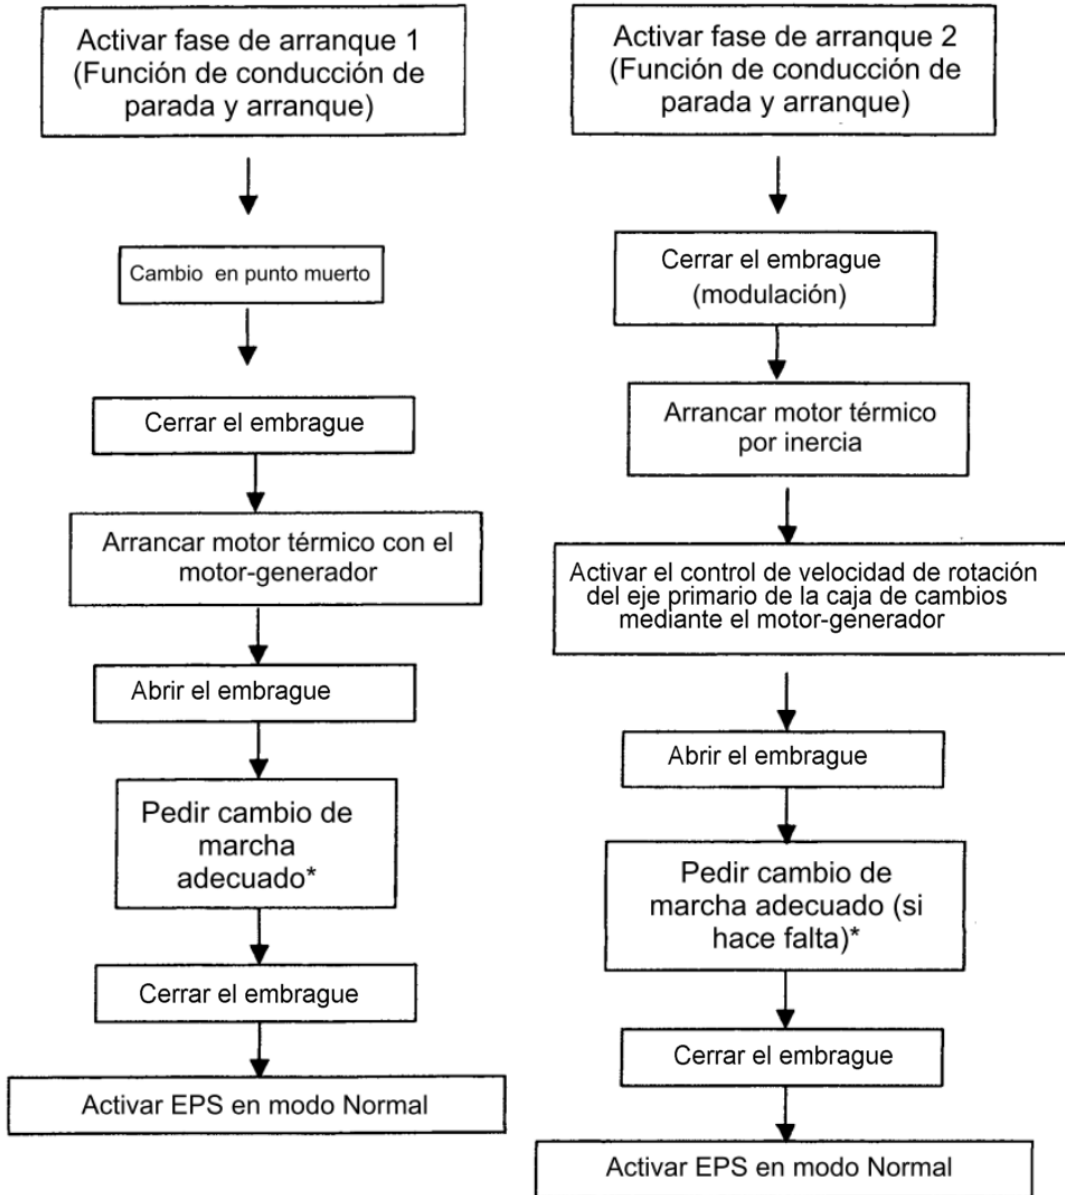 Activar fase de arranque 1
(Función de conducción de
parada y arranque)
Cambio en punto muerto
Cerrar el embrague
Arrancar motor térmico con el
motor-generador
Abrir el embrague
Pedir cambio de
marcha
adecuado*
Cerrar el embrague
Activar EPS en modo Normal
Activar fase de arranque 2
(Función de conducción de
parada y arranque)
Cerrar el embrague
(modulación)
Arrancar motor térmico
por inercia
Activar el control de velocidad de rotación
del eje primario de la caja de cambios
mediante el motor-generador
Abrir el embrague
Pedir cambio de
marcha adecuado (si
hace falta)*
Cerrar el embrague
Activar EPS en modo Normal